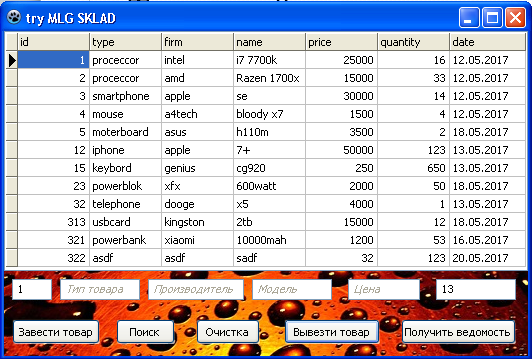 try MLG SKLAD
id type firm name price quantity date
1 proceccor intel i7 7700k 25000 16 12.05.2017
2 proceccor amd Razen 1700x 15000 33 12.05.2017
3 smartphone apple se 30000 14 12.05.2017
4 mouse a4tech bloody x7 1500 4 12.05.2017
5 moterboard asus h110m 3500 2 18.05.2017
12 iphone apple 7+ 50000 123 13.05.2017
15 keybord genius cg920 250 650 13.05.2017
23 powerblok xfx 600watt 2000 50 18.05.2017
32 telephone dooge x5 4000 1 13.05.2017
313 usbcard kingston 2tb 15000 12 18.05.2017
321 powerbank xiaomi 10000mah 1200 53 16.05.2017
322 asdf asdf sadf 32 123 20.05.2017
1 Тип товара Производитель Модель Цена 13
Завести товар Поиск Очистка Вывезти товар Получить ведомость